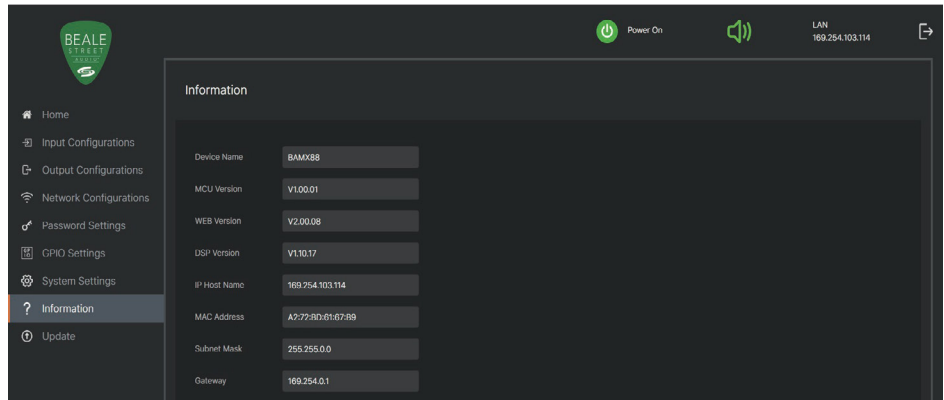 BEALE
STREET
AUDIO
Power On
LAN
169.254.103.114
Information
Home
Input Configurations
Output Configurations
Network Configurations
Password Settings
GPIO Settings
System Settings
Information
Update
Device Name BAMX88
MCU Version V1.00.01
WEB Version V2.00.08
DSP Version V1.10.17
IP Host Name 169.254.103.114
MAC Address A2:72:BD:61:67:B9
Subnet Mask 255.255.0.0
Gateway 169.254.0.1